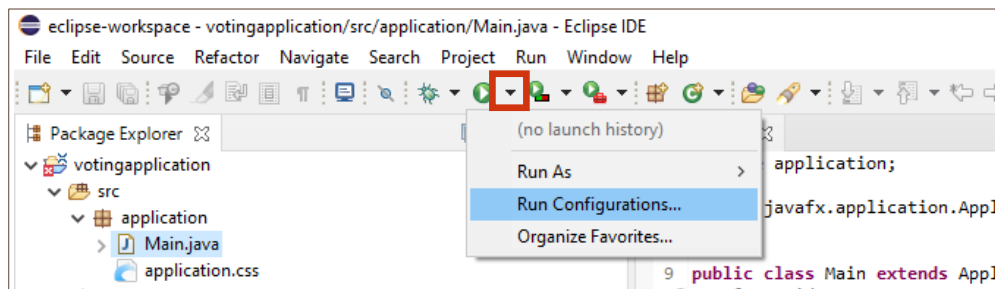 eclipse-workspace - votingapplication/src/application/Main.java - Eclipse IDE
File Edit Source Refactor Navigate Search Project Run Window Help
Package Explorer
(no launch history)
votingapplication
Run As
application;
src
Run Configurations...
javafx.application.Appl
application
Organize Favorites...
Main.java
application.css
9 public class Main extends Appl